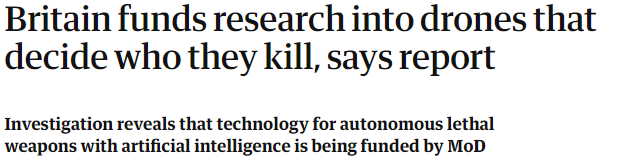 Britain funds research into drones that
decide who they kill, says report
Investigation reveals that technology for autonomous lethal
weapons with artificial intelligence is being funded by MoD